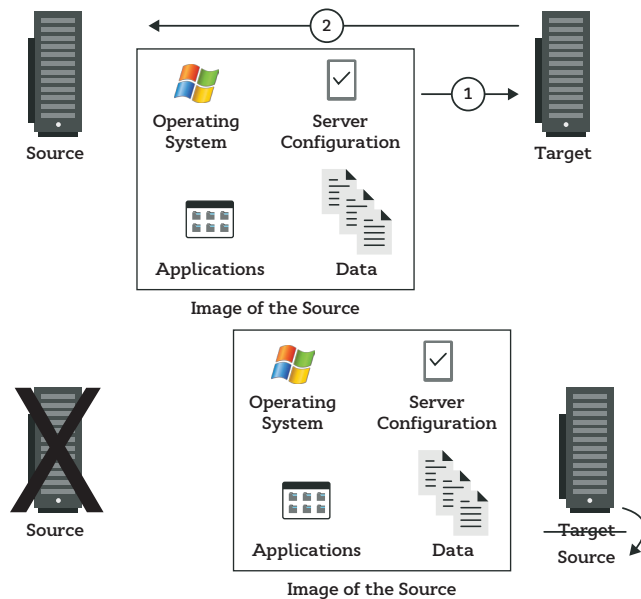 2
Operating
System
Server
Configuration
1
Source
Target
Applications
Data
Image of the Source
Operating
System
Server
Configuration
Source
Target
Source
Applications
Data
Image of the Source